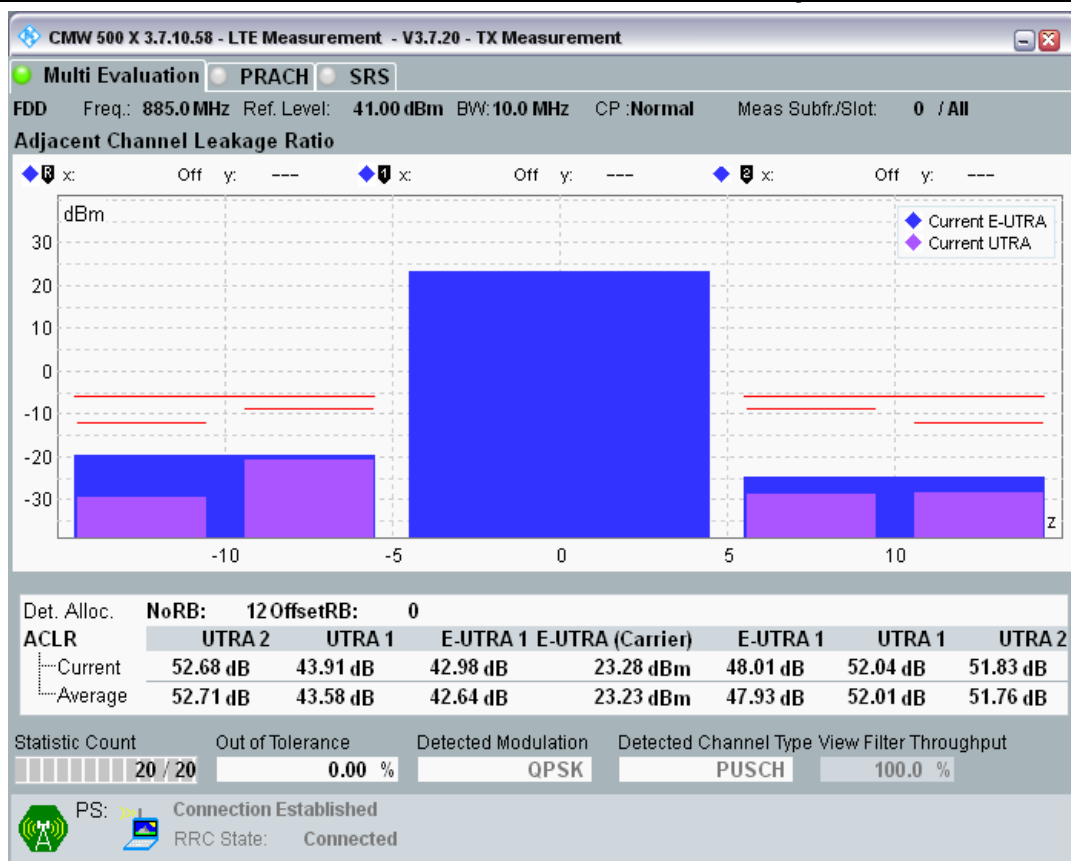 CMW 500 X 3.7.10.58 - LTE Measurement - V3.7.20 - TX Measurement
Multi Evaluation PRACH SRS
FDD Freq.: 885.0 MHz Ref. Level: 41.00 dBm BW: 10.0 MHz CP :Normal Meas Subfr./Slot: 0 / All
Adjacent Channel Leakage Ratio
R x: Off y: --- 1 x: Off y: --- 2 x: Off y: ---
dBm
Current E-UTRA
Current UTRA
30
20
10
0
-10
-20
-30
z
-10 -5 0 5 10
Det. Alloc. NoRB: 12 OffsetRB: 0
ACLR UTRA 2 UTRA 1 E-UTRA 1 E-UTRA (Carrier) E-UTRA 1 UTRA 1 UTRA 2
Current 52.68 dB 43.91 dB 42.98 dB 23.28 dBm 48.01 dB 52.04 dB 51.83 dB
Average 52.71 dB 43.58 dB 42.64 dB 23.23 dBm 47.93 dB 52.01 dB 51.76 dB
Statistic Count Out of Tolerance Detected Modulation Detected Channel Type View Filter Throughput
20 / 20 0.00 % QPSK PUSCH 100.0 %
PS: Connection Established
RRC State: Connected